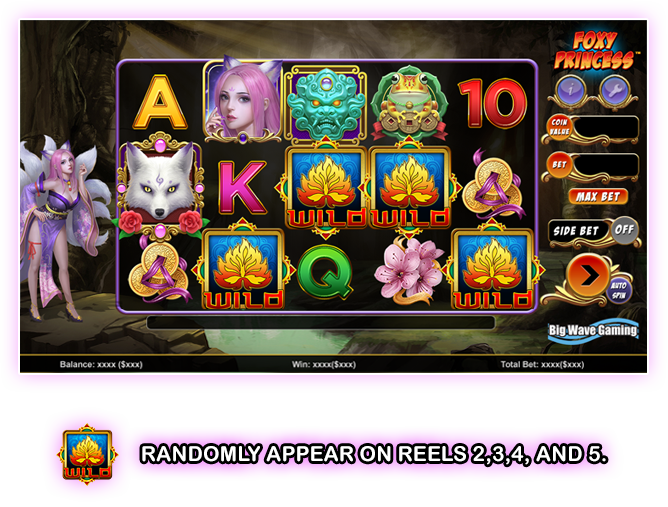 FOXY
PRINCESS™
A
10
i
COIN
VALUE
K
WILD
WILD
BET
MAX BET
SIDE BET
OFF
WILD
Q
WILD
AUTO
SPIN
Big Wave Gaming
Balance: xxxx ($xxx)
Win: xxxx($xxx)
Total Bet: xxxx($xxx)
WILD
RANDOMLY APPEAR ON REELS 2,3,4, AND 5.